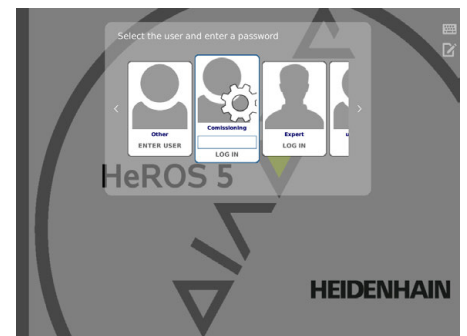 Select the user and enter a password
Other
ENTER USER
Comissioning
LOG IN
Expert
LOG IN
HeROS 5
HEIDENHAIN